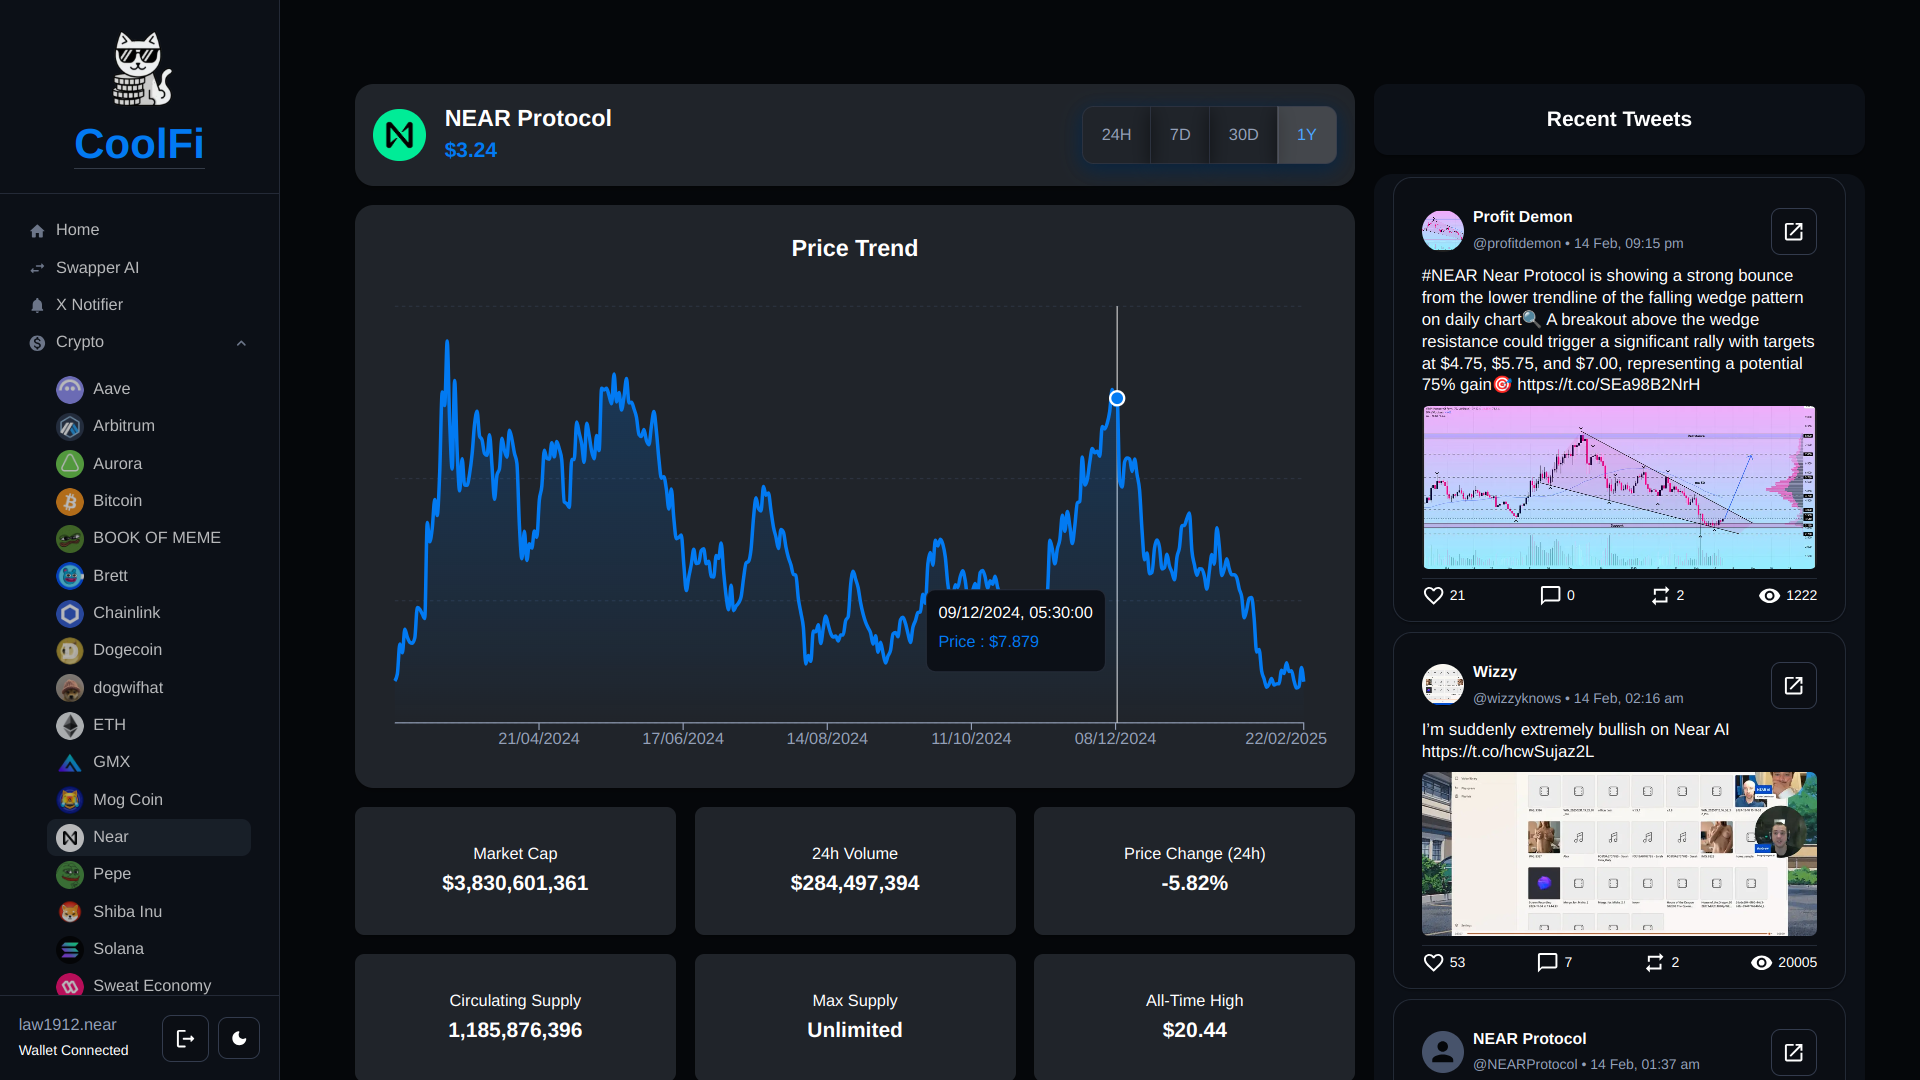 CoolFi
Home
Swapper AI
X Notifier
Crypto
Aave
Arbitrum
Aurora
Bitcoin
BOOK OF MEME
Brett
Chainlink
Dogecoin
dogwifhat
ETH
GMX
Mog Coin
Near
Pepe
Shiba Inu
Solana
Sweat Economy
law1912.near
Wallet Connected
NEAR Protocol
$3.24
24H 7D 30D 1Y
Price Trend
09/12/2024, 05:30:00
Price : $7.879
21/04/2024 17/06/2024 14/08/2024 11/10/2024 08/12/2024 22/02/2025
Market Cap
$3,830,601,361
24h Volume
$284,497,394
Price Change (24h)
-5.82%
Circulating Supply
1,185,876,396
Max Supply
Unlimited
All-Time High
$20.44
Recent Tweets
Profit Demon
@profitdemon • 14 Feb, 09:15 pm
#NEAR Near Protocol is showing a strong bounce
from the lower trendline of the falling wedge pattern
on daily chart🔍 A breakout above the wedge
resistance could trigger a significant rally with targets
at $4.75, $5.75, and $7.00, representing a potential
75% gain🎯 https://t.co/SEa98B2NrH
21 0 2 1222
Wizzy
@wizzyknows • 14 Feb, 02:16 am
I'm suddenly extremely bullish on Near AI
https://t.co/hcwSujaz2L
53 7 2 20005
NEAR Protocol
@NEARProtocol • 14 Feb, 01:37 am